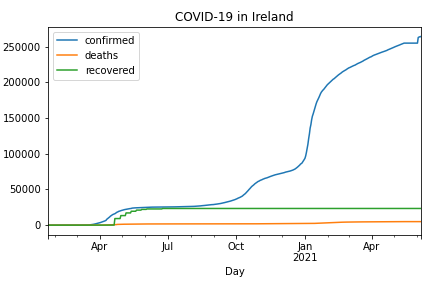 COVID-19 in Ireland
confirmed
deaths
recovered
250000
200000
150000
100000
50000
0
Apr
Jul
Oct
Jan
2021
Apr
Day